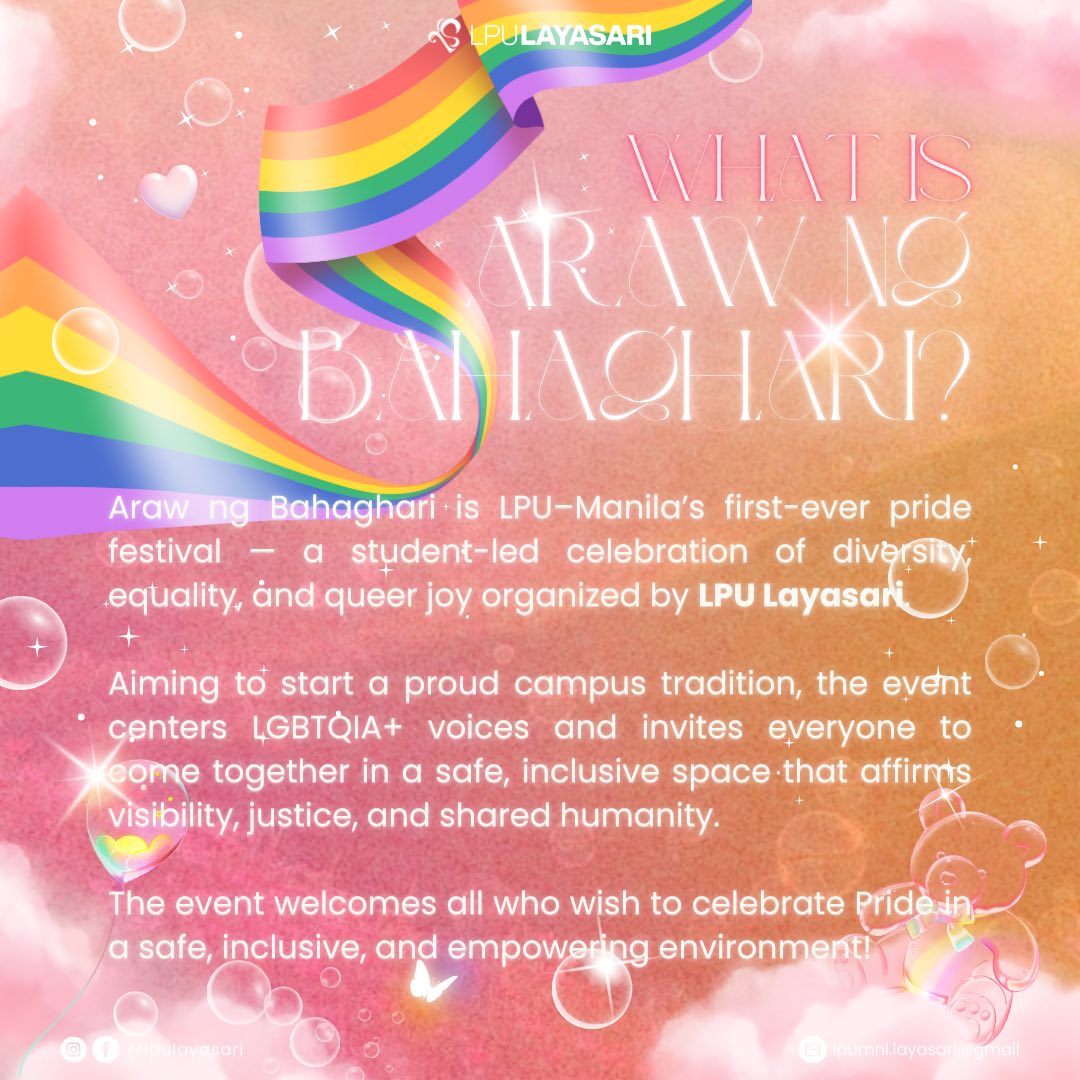 LPULAYASARI
WHAT IS
ARAW NG
BAHAGHARI?
Araw ng Bahaghari is LPU–Manila’s first-ever pride
festival — a student-led celebration of diversity,
equality, and queer joy organized by LPU Layasari.
Aiming to start a proud campus tradition, the event
centers LGBTQIA+ voices and invites everyone to
come together in a safe, inclusive space that affirms
visibility, justice, and shared humanity.
The event welcomes all who wish to celebrate Pride in
a safe, inclusive, and empowering environment!
@lpulayasari
lpumnl.layasari@gmail